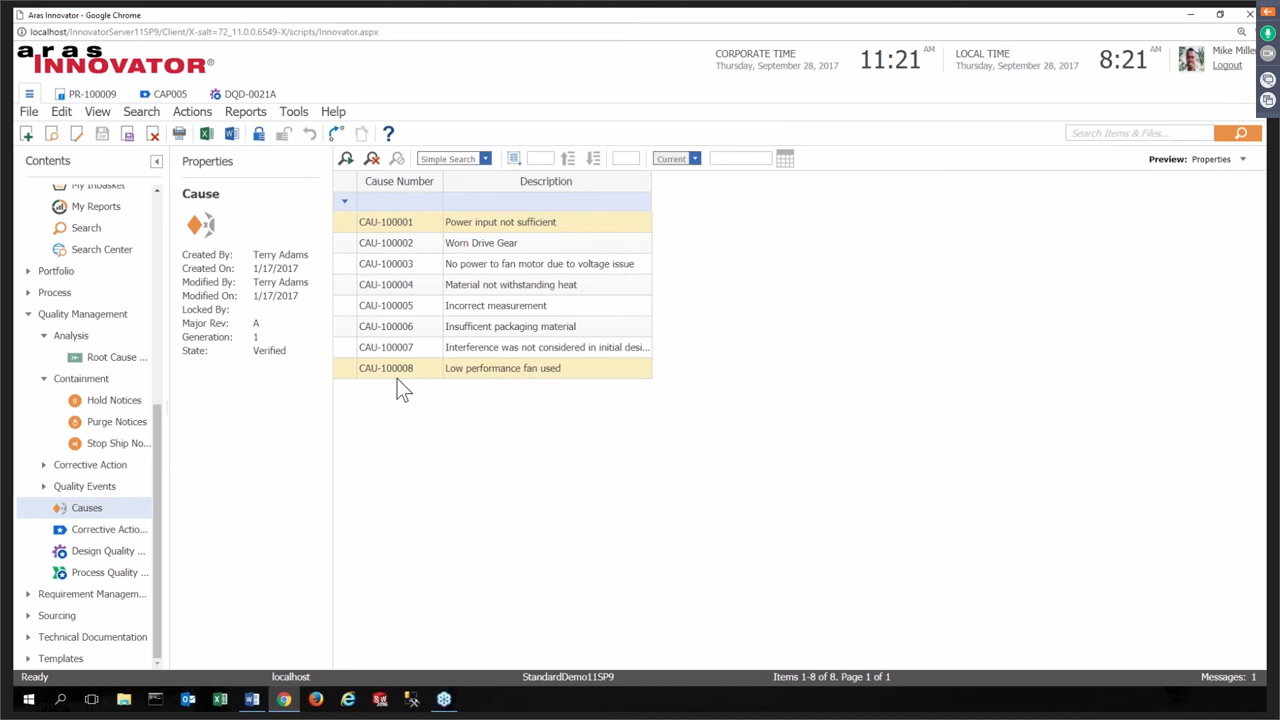 Aras Innovator - Google Chrome
localhost/InnovatorServer11SP9/Client/X-salt=72_11.0.0.6549-X/scripts/Innovator.aspx
aras
INNOVATOR®
CORPORATE TIME
Thursday, September 28, 2017
11:21 AM
LOCAL TIME
Thursday, September 28, 2017
8:21 AM
Mike Mille
Logout
PR-100009 CAP005 DQD-0021A
File Edit View Search Actions Reports Tools Help
Search Items & Files...
Contents
My InBasket
My Reports
Search
Search Center
Portfolio
Process
Quality Management
Analysis
Root Cause ...
Containment
Hold Notices
Purge Notices
Stop Ship No...
Corrective Action
Quality Events
Causes
Corrective Actio...
Design Quality ...
Process Quality ...
Requirement Managem...
Sourcing
Technical Documentation
Templates
Properties
Cause
Created By: Terry Adams
Created On: 1/17/2017
Modified By: Terry Adams
Modified On: 1/17/2017
Locked By:
Major Rev: A
Generation: 1
State: Verified
Simple Search Current Preview: Properties
Cause Number Description
CAU-100001 Power input not sufficient
CAU-100002 Worn Drive Gear
CAU-100003 No power to fan motor due to voltage issue
CAU-100004 Material not withstanding heat
CAU-100005 Incorrect measurement
CAU-100006 Insufficent packaging material
CAU-100007 Interference was not considered in initial desi...
CAU-100008 Low performance fan used
Ready localhost StandardDemo11SP9 Items 1-8 of 8. Page 1 of 1 Messages: 1